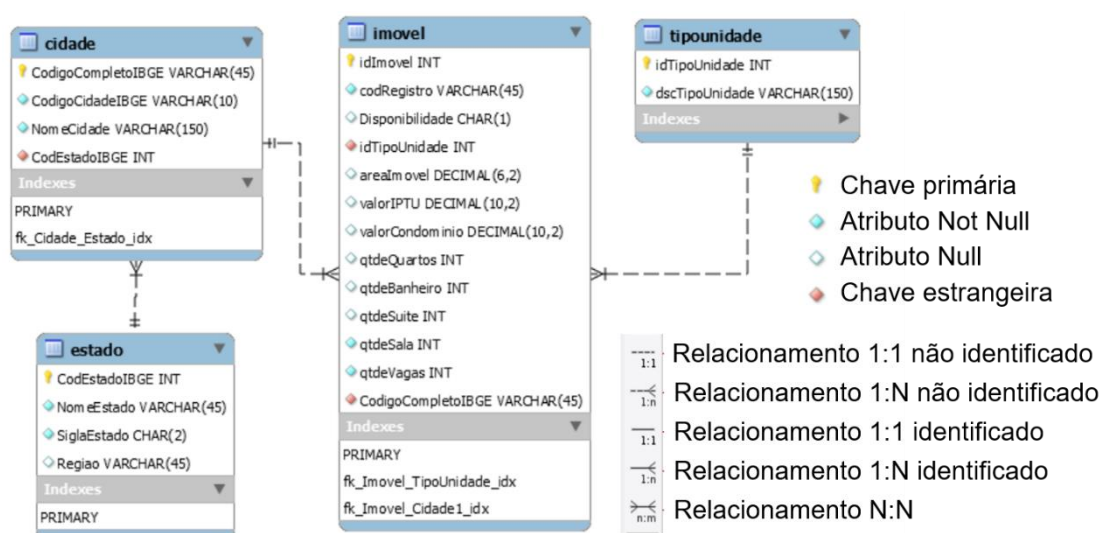 cidade
CodigoCompletoIBGE VARCHAR(45)
CodigoCidadeIBGE VARCHAR(10)
NomeCidade VARCHAR(150)
CodEstadoIBGE INT
Indexes
PRIMARY
fk_Cidade_Estado_idx
estado
CodEstadoIBGE INT
NomeEstado VARCHAR(45)
SiglaEstado CHAR(2)
Regiao VARCHAR(45)
Indexes
PRIMARY
imovel
idImovel INT
codRegistro VARCHAR(45)
Disponibilidade CHAR(1)
idTipoUnidade INT
areaImovel DECIMAL(6,2)
valorIPTU DECIMAL(10,2)
valorCondominio DECIMAL(10,2)
qtdeQuartos INT
qtdeBanheiro INT
qtdeSuite INT
qtdeSala INT
qtdeVagas INT
CodigoCompletoIBGE VARCHAR(45)
Indexes
PRIMARY
fk_Imovel_TipoUnidade_idx
fk_Imovel_Cidade1_idx
tipounidade
idTipoUnidade INT
dscTipoUnidade VARCHAR(150)
Indexes
Chave primária
Atributo Not Null
Atributo Null
Chave estrangeira
1:1 Relacionamento 1:1 não identificado
1:n Relacionamento 1:N não identificado
1:1 Relacionamento 1:1 identificado
1:n Relacionamento 1:N identificado
n:m Relacionamento N:N